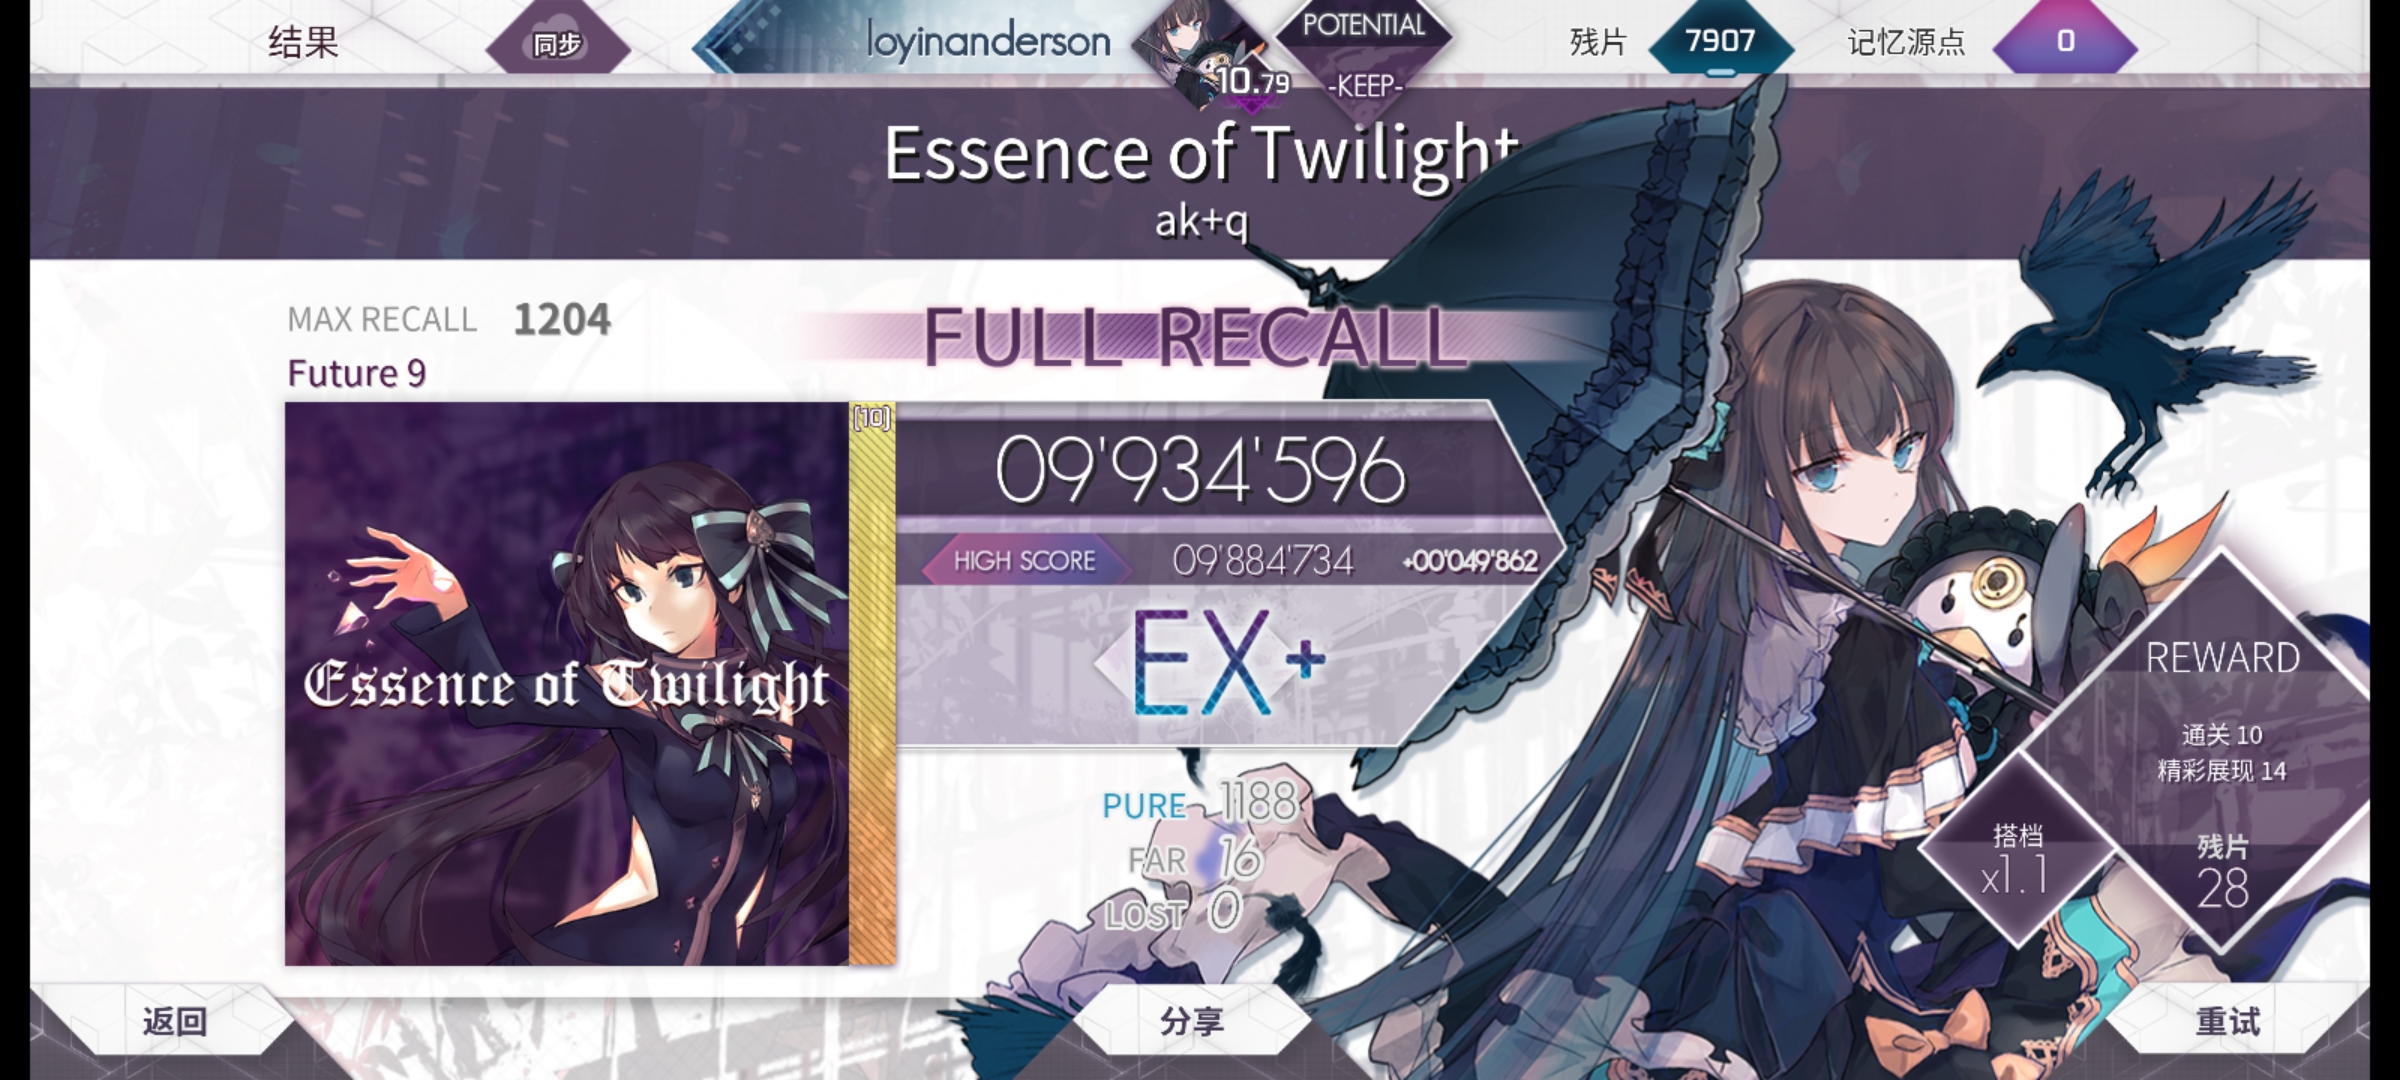 结果
同步
loyinanderson
10.79
POTENTIAL
-KEEP-
残片
7907
记忆源点
0
Essence of Twilight
ak+q
MAX RECALL 1204
Future 9
FULL RECALL
[10]
Essence of Twilight
09'934'596
HIGH SCORE 09'884'734 +00'049'862
EX+
PURE 1188
FAR 16
LOST 0
REWARD
通关 10
精彩展现 14
搭档
x1.1
残片
28
返回
分享
重试